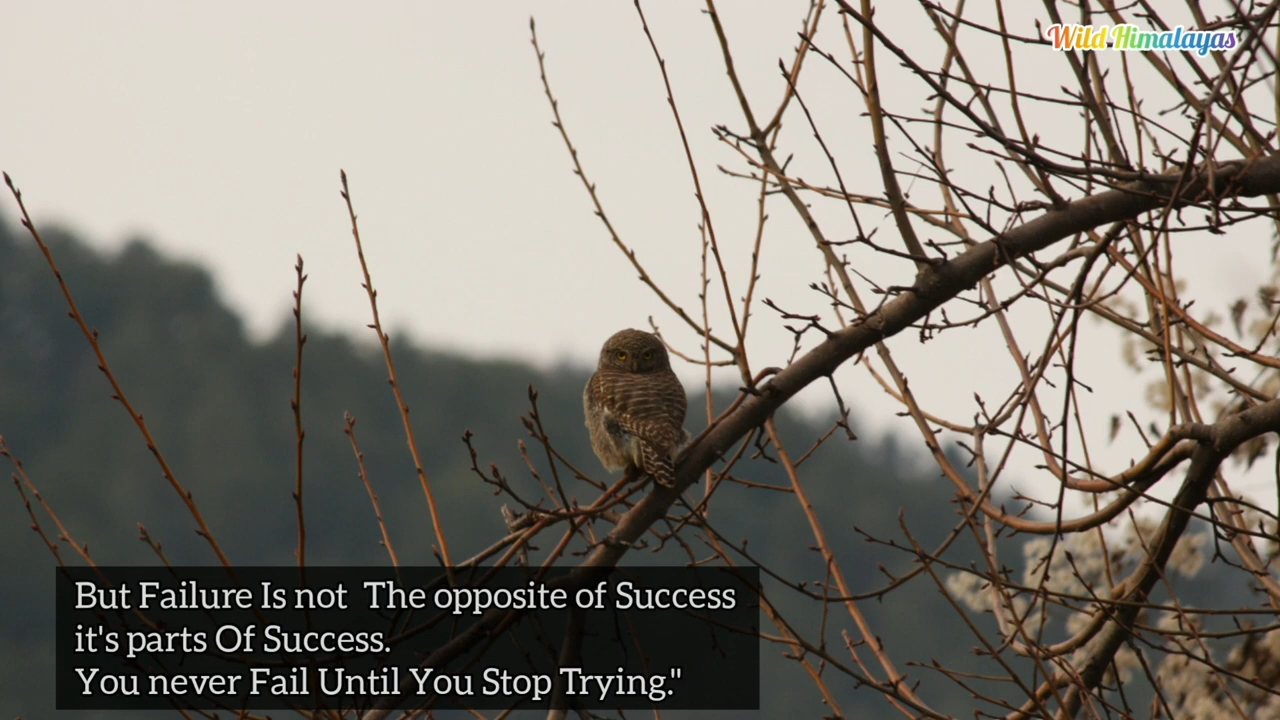 Wild Himalayas
But Failure Is not The opposite of Success
it's parts Of Success.
You never Fail Until You Stop Trying."